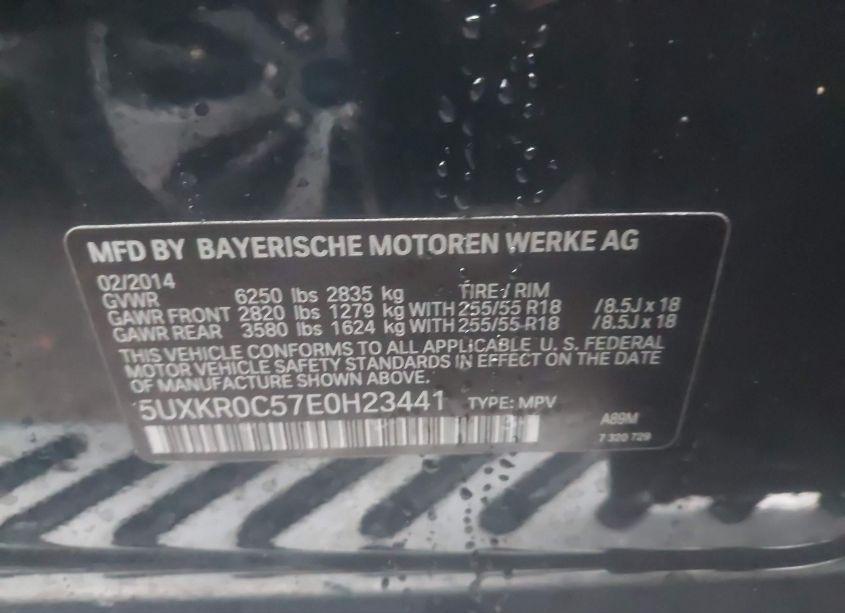 MFD BY BAYERISCHE MOTOREN WERKE AG
02/2014
GVWR 6250 lbs 2835 kg TIRE / RIM
GAWR FRONT 2820 lbs 1279 kg WITH 255/55 R18 /8.5J x 18
GAWR REAR 3580 lbs 1624 kg WITH 255/55 R18 /8.5J x 18
THIS VEHICLE CONFORMS TO ALL APPLICABLE U. S. FEDERAL
MOTOR VEHICLE SAFETY STANDARDS IN EFFECT ON THE DATE
OF MANUFACTURE SHOWN ABOVE.
5UXKR0C57E0H23441 TYPE: MPV
A89M
7 320 729